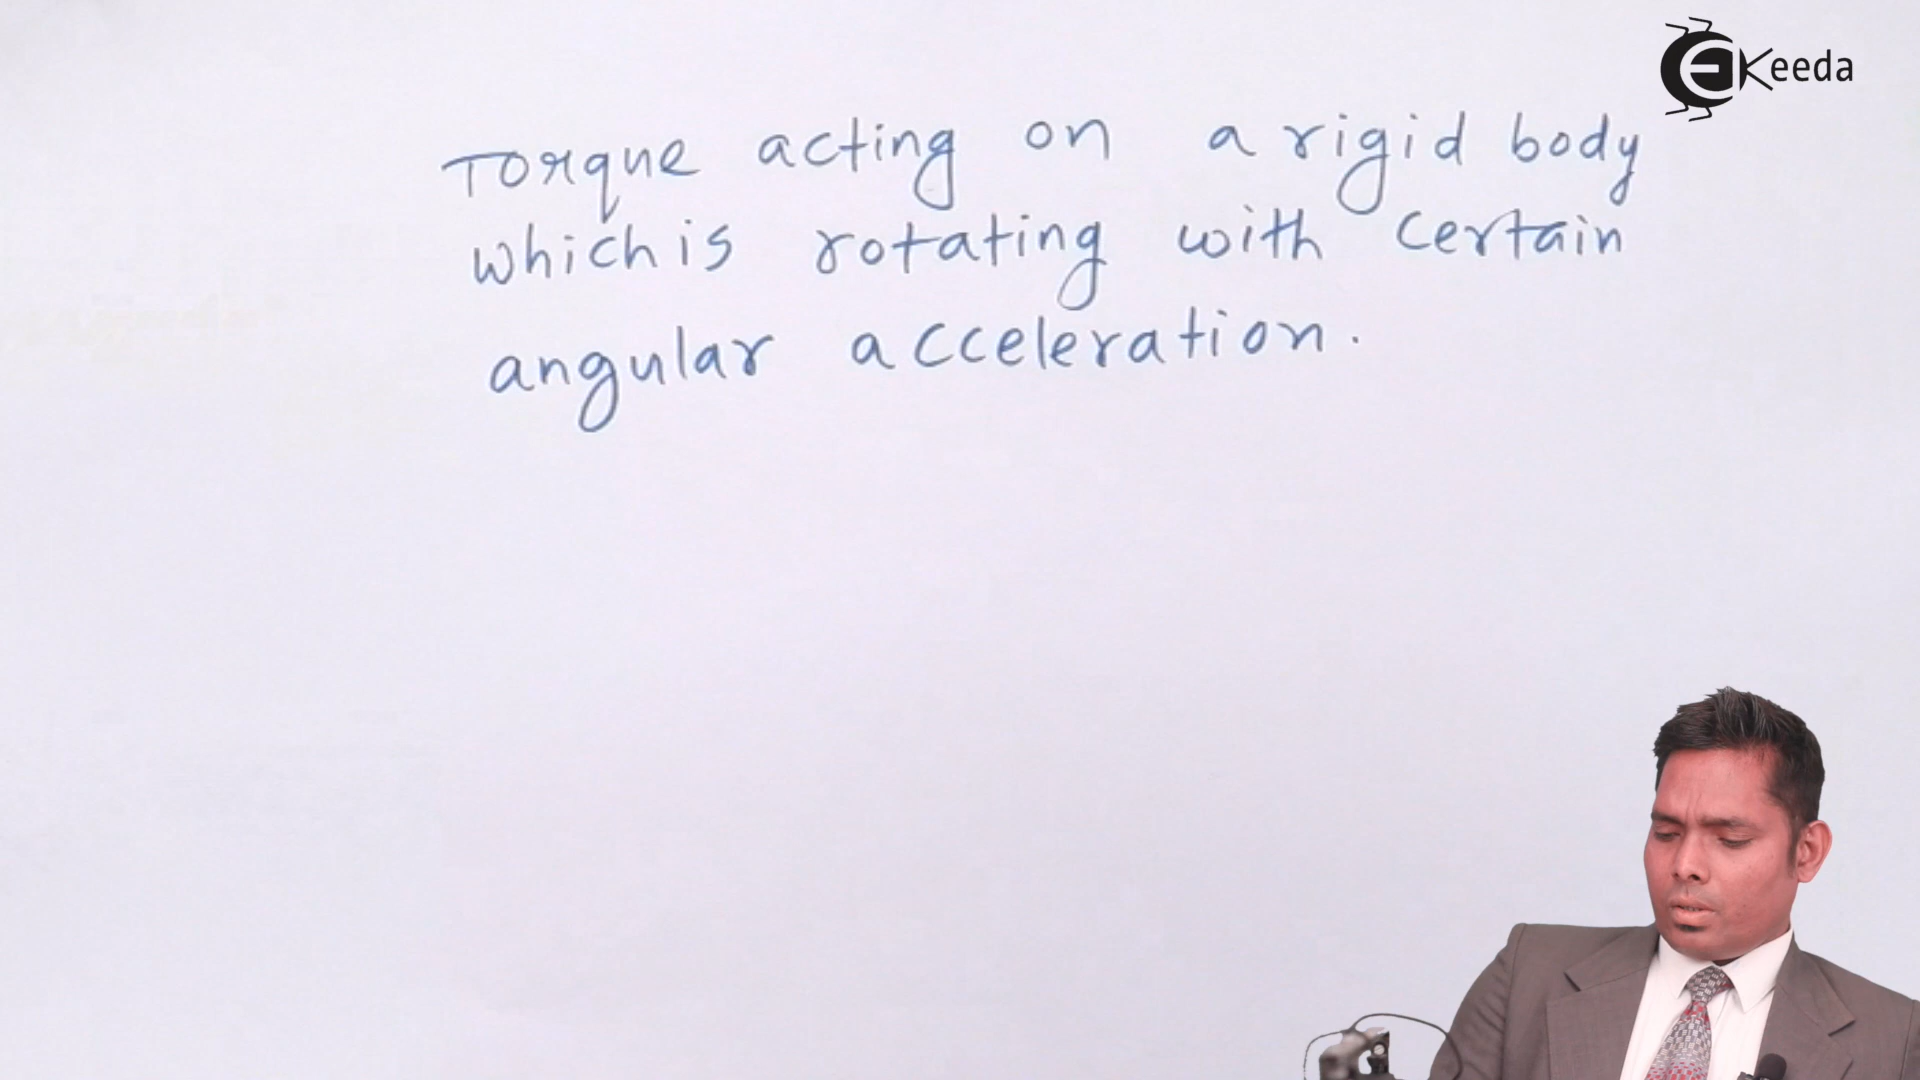 EKeeda
Torque acting on a rigid body
which is rotating with certain
angular acceleration.